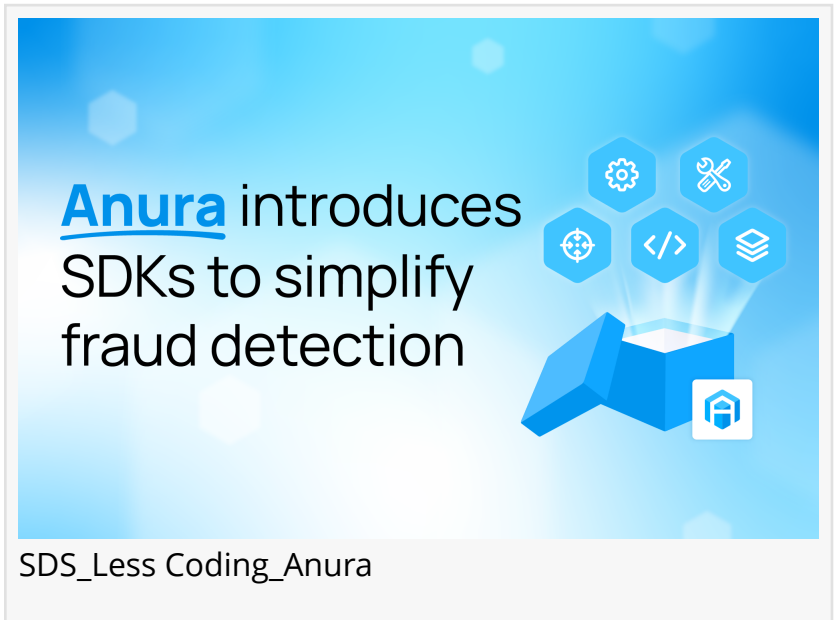 Anura introduces
SDKs to simplify
fraud detection
</>
SDS_Less Coding_Anura